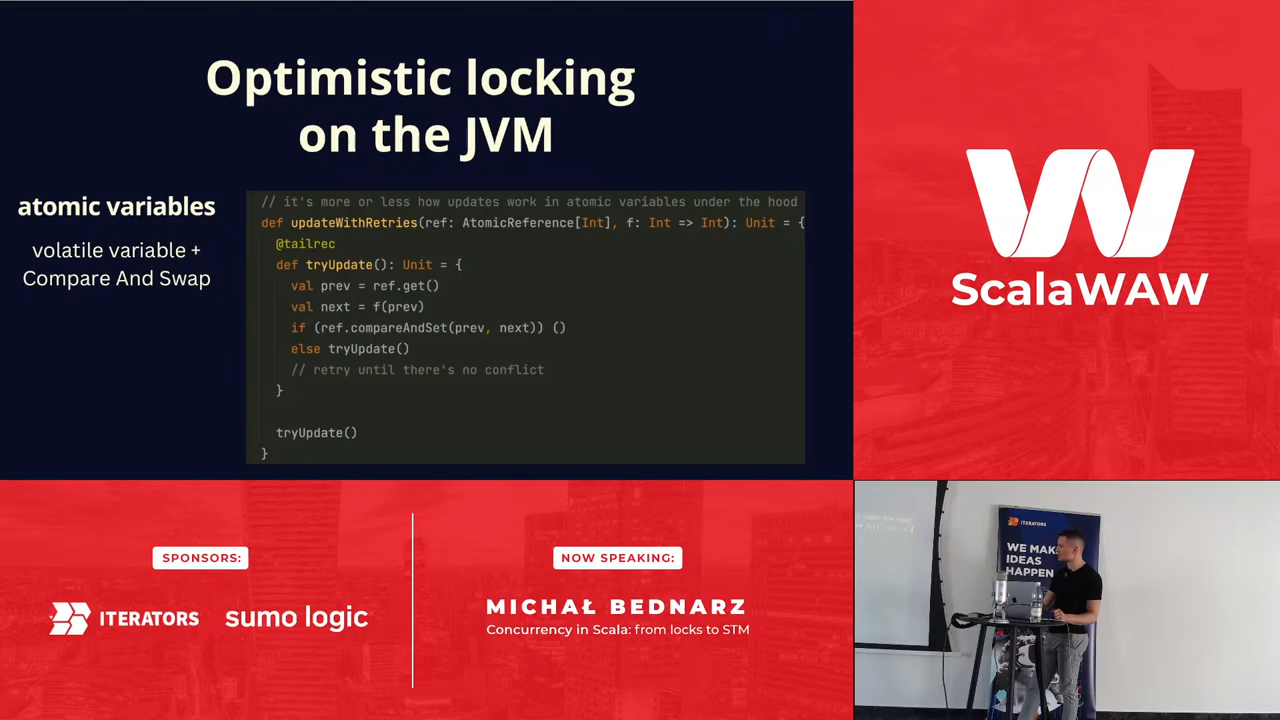 Optimistic locking
on the JVM
atomic variables
volatile variable +
Compare And Swap
// it's more or less how updates work in atomic variables under the hood
def updateWithRetries(ref: AtomicReference[Int], f: Int => Int): Unit = {
@tailrec
def tryUpdate(): Unit = {
val prev = ref.get()
val next = f(prev)
if (ref.compareAndSet(prev, next)) ()
else tryUpdate()
// retry until there's no conflict
}
tryUpdate()
}
ScalaWAW
SPONSORS:
ITERATORS
sumo logic
NOW SPEAKING:
MICHAŁ BEDNARZ
Concurrency in Scala: from locks to STM
ITERATORS
WE MAK
IDEAS
HAPPEN